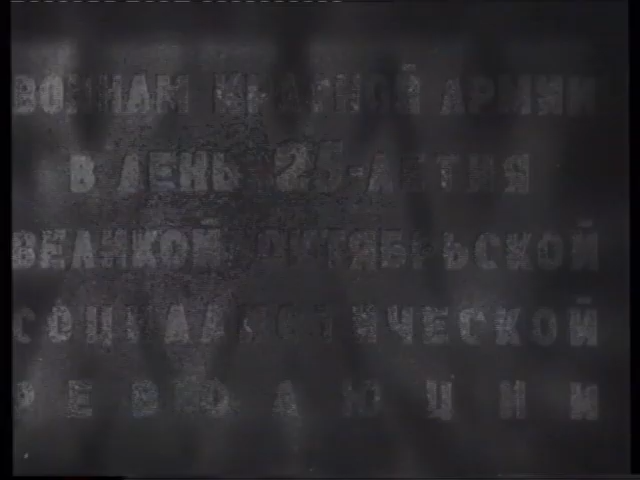 ВОИНАМ КРАСНОЙ АРМИИ
В ДЕНЬ 25-ЛЕТИЯ
ВЕЛИКОЙ ОКТЯБРЬСКОЙ
СОЦИАЛИСТИЧЕСКОЙ
РЕВОЛЮЦИИ